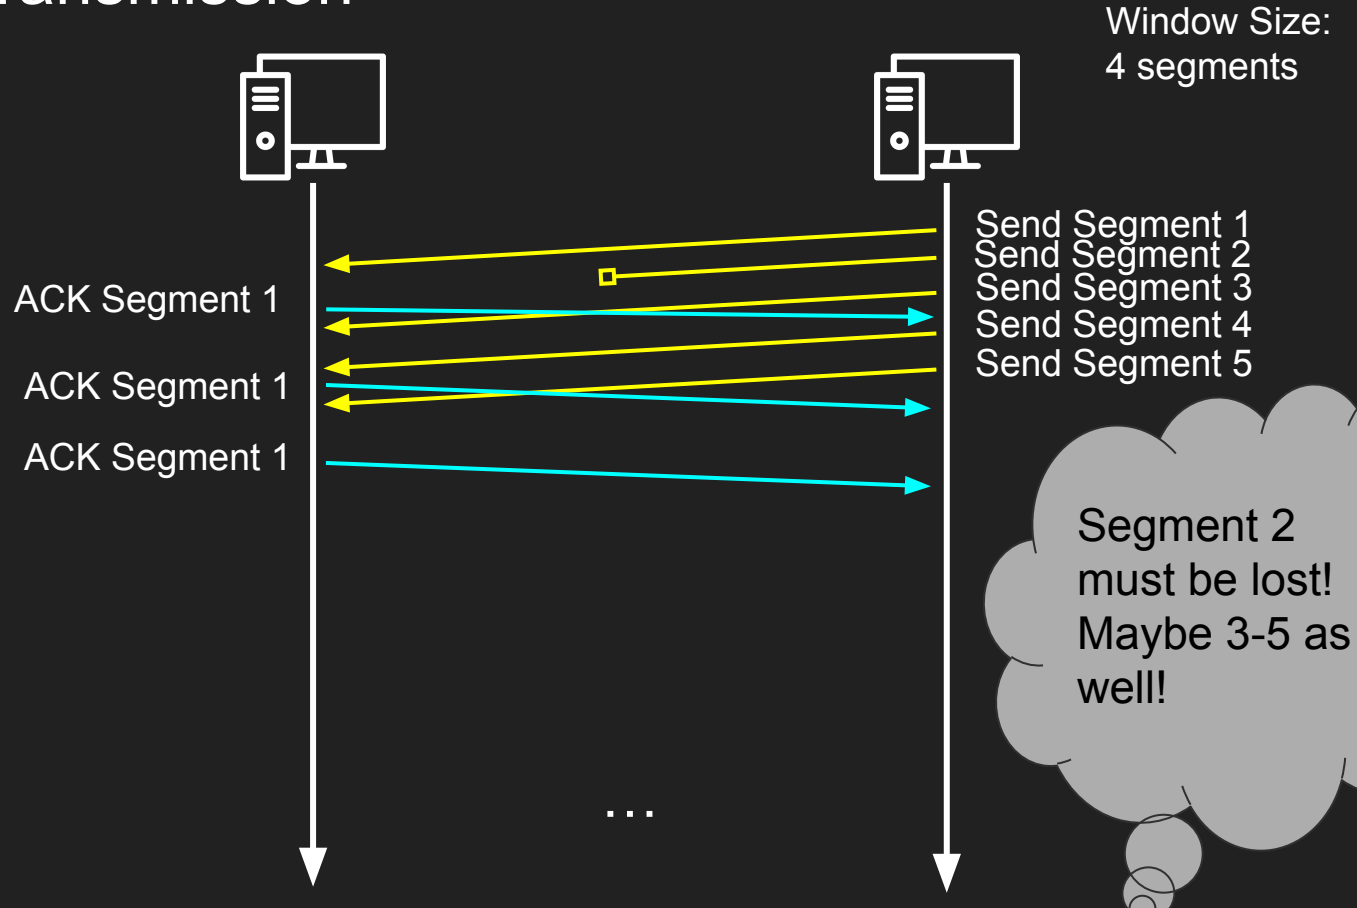 Window Size:
4 segments
Send Segment 1
Send Segment 2
Send Segment 3
Send Segment 4
Send Segment 5
ACK Segment 1
ACK Segment 1
ACK Segment 1
Segment 2
must be lost!
Maybe 3-5 as
well!
...